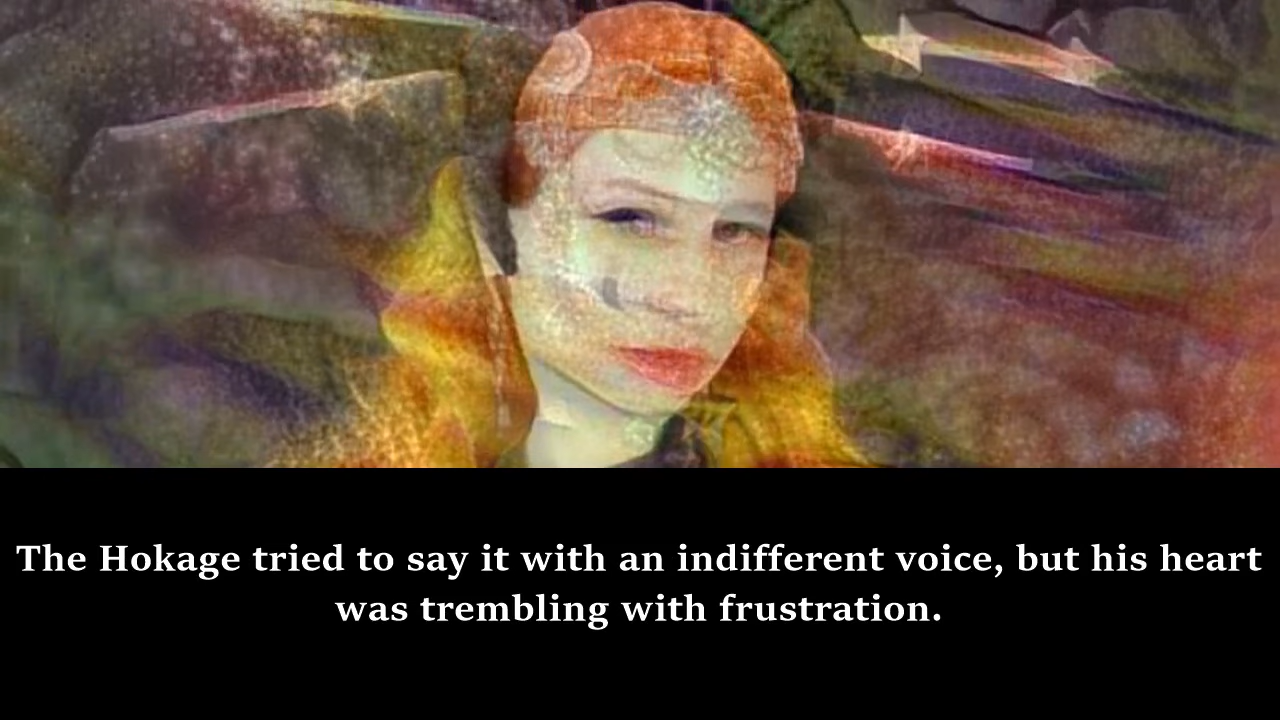 The Hokage tried to say it with an indifferent voice, but his heart
was trembling with frustration.